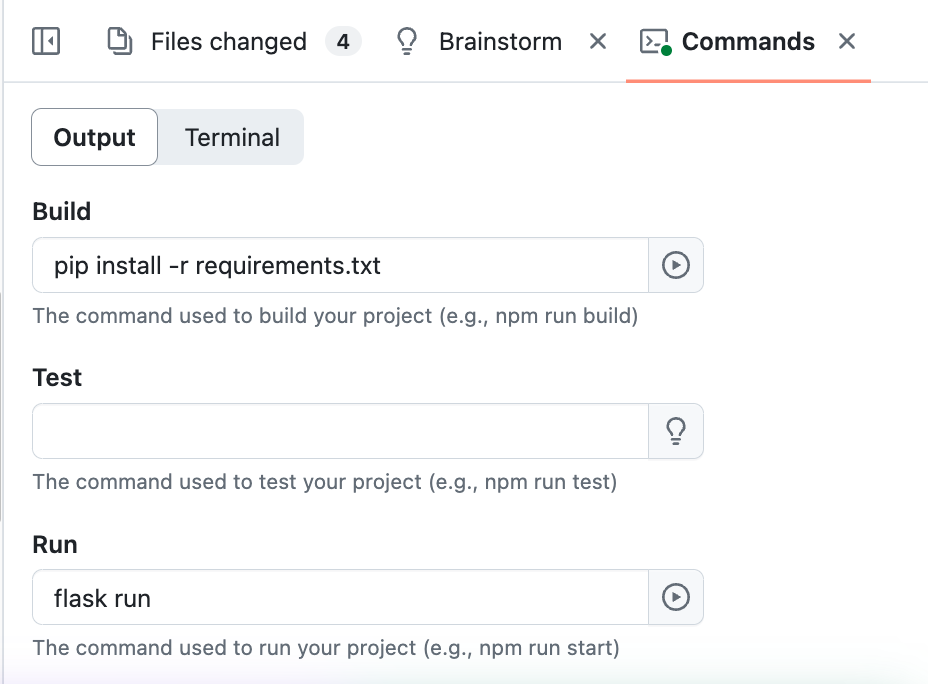 Files changed 4 Brainstorm Commands
Output Terminal
Build
pip install -r requirements.txt
The command used to build your project (e.g., npm run build)
Test
The command used to test your project (e.g., npm run test)
Run
flask run
The command used to run your project (e.g., npm run start)